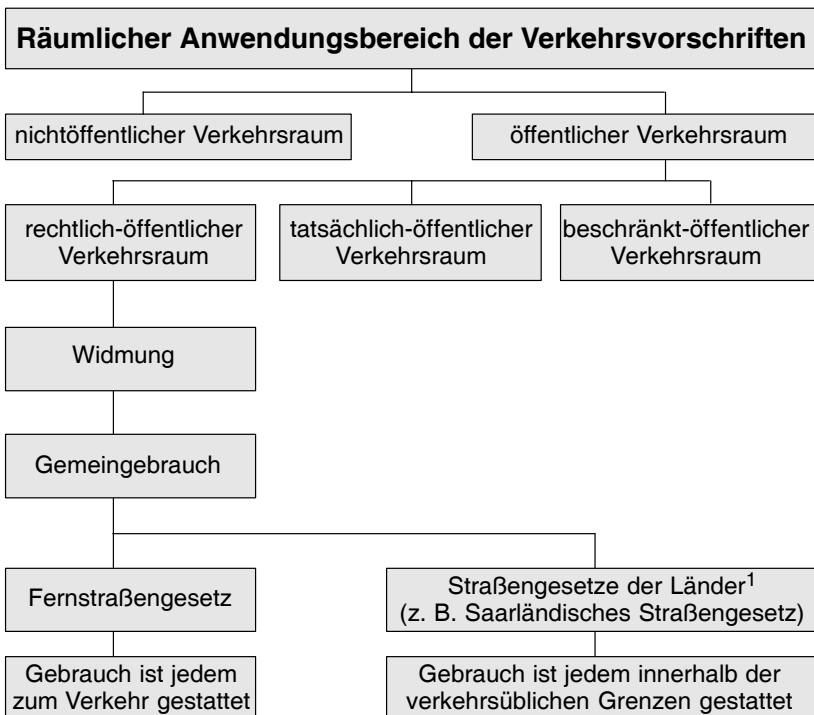 Räumlicher Anwendungsbereich der Verkehrsvorschriften
nichtöffentlicher Verkehrsraum
öffentlicher Verkehrsraum
rechtlich-öffentlicher
Verkehrsraum
tatsächlich-öffentlicher
Verkehrsraum
beschränkt-öffentlicher
Verkehrsraum
Widmung
Gemeingebrauch
Fernstraßengesetz
Straßengesetze der Länder¹
(z. B. Saarländisches Straßengesetz)
Gebrauch ist jedem
zum Verkehr gestattet
Gebrauch ist jedem innerhalb der
verkehrsüblichen Grenzen gestattet